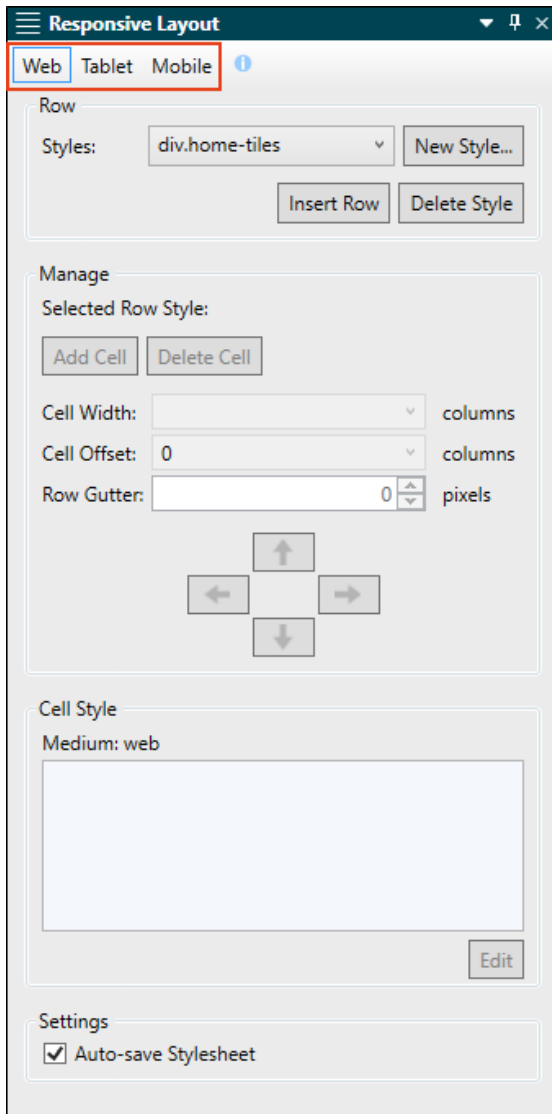 Responsive Layout
Web Tablet Mobile
Row
Styles: div.home-tiles New Style...
Insert Row Delete Style
Manage
Selected Row Style:
Add Cell Delete Cell
Cell Width: columns
Cell Offset: 0 columns
Row Gutter: 0 pixels
Cell Style
Medium: web
Edit
Settings
Auto-save Stylesheet